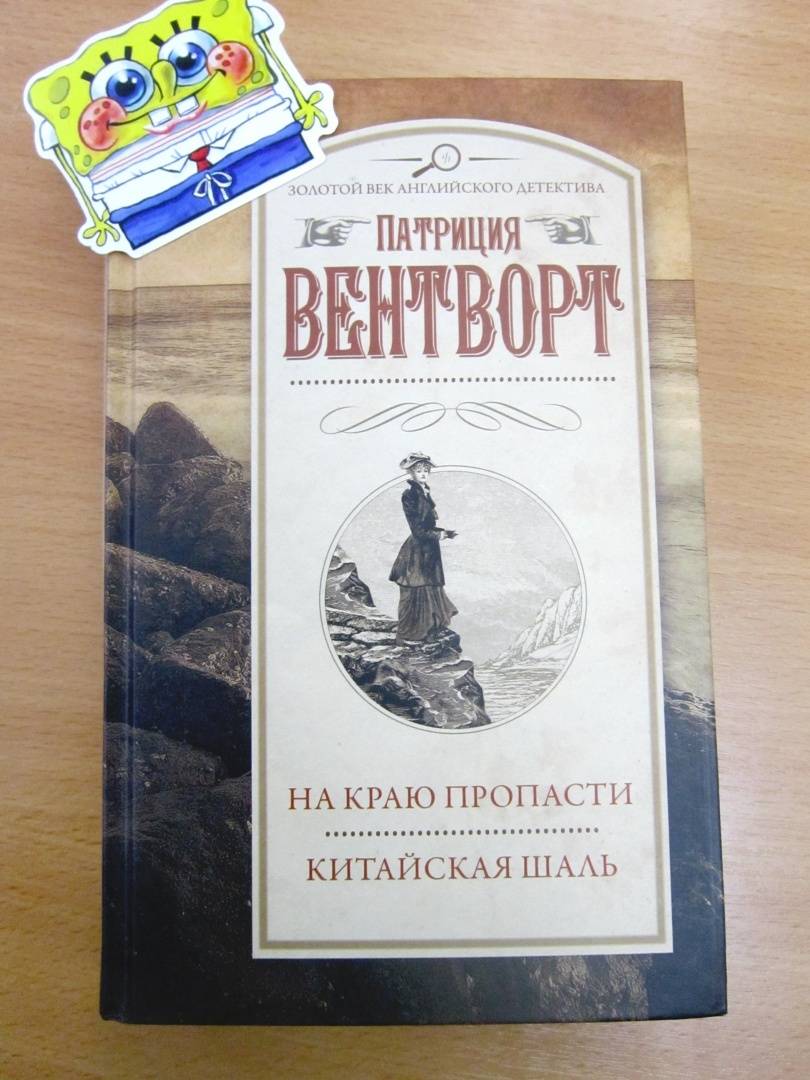 ЗОЛОТОЙ ВЕК АНГЛИЙСКОГО ДЕТЕКТИВА
ПАТРИЦИЯ
ВЕНТВОРТ
НА КРАЮ ПРОПАСТИ
КИТАЙСКАЯ ШАЛЬ